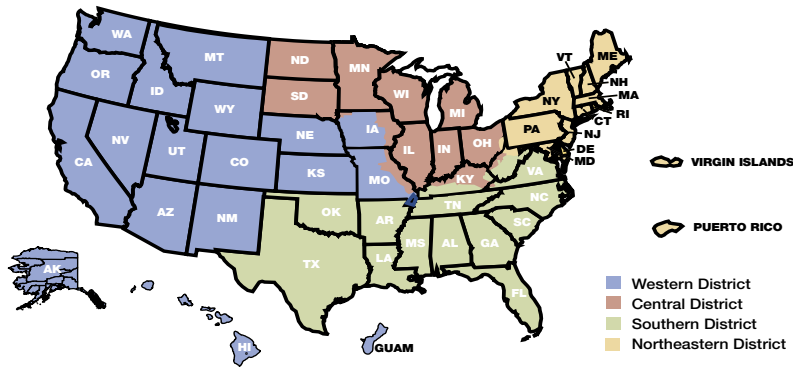 WA
MT
ND
MN
VT
ME
OR
ID
SD
WI
MI
NH
MA
NY
RI
CT
WY
NE
IA
PA
NJ
NV
UT
CO
IL
IN
OH
DE
MD
CA
KS
MO
KY
VA
VIRGIN ISLANDS
AZ
NM
OK
AR
TN
NC
SC
PUERTO RICO
TX
LA
MS
AL
GA
FL
AK
HI
GUAM
Western District
Central District
Southern District
Northeastern District